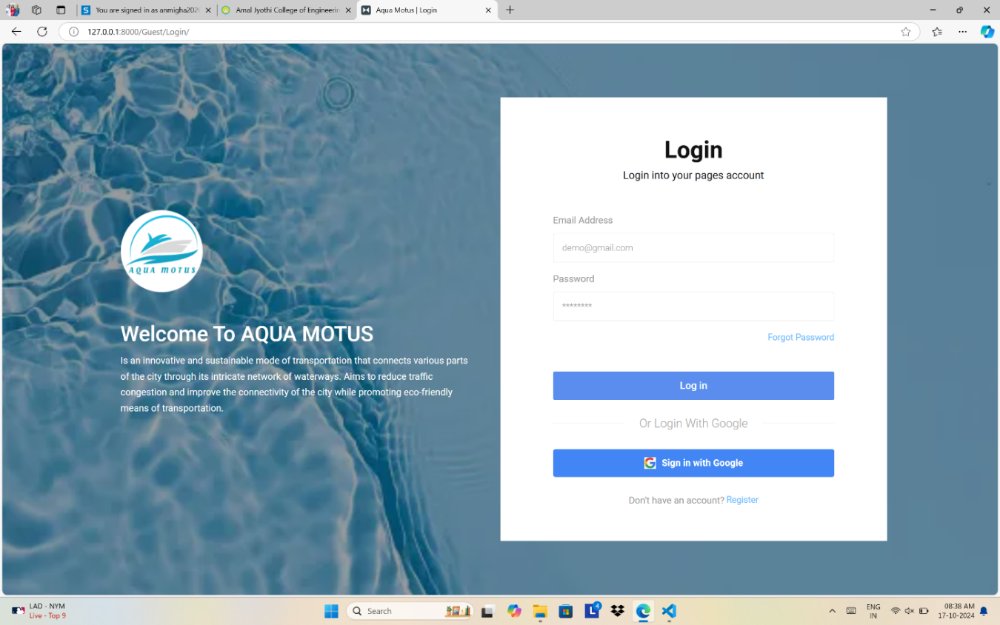 You are signed in as anmigha202
Amal Jyothi College of Engineerin
Aqua Motus | Login
127.0.0.1:8000/Guest/Login/
AQUA MOTUS
Welcome To AQUA MOTUS
Is an innovative and sustainable mode of transportation that connects various parts
of the city through its intricate network of waterways. Aims to reduce traffic
congestion and improve the connectivity of the city while promoting eco-friendly
means of transportation.
Login
Login into your pages account
Email Address
demo@gmail.com
Password
********
Forgot Password
Log in
Or Login With Google
Sign in with Google
Don't have an account? Register
LAD - NYM
Live - Top 9
Search
L
4
ENG
IN
08:38 AM
17-10-2024